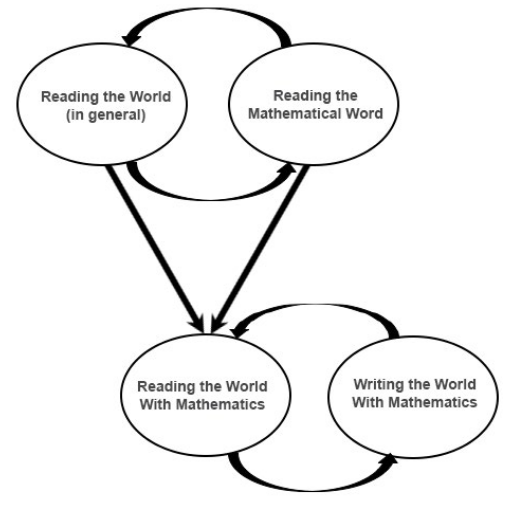 Reading the World
(in general)
Reading the
Mathematical Word
Reading the World
With Mathematics
Writing the World
With Mathematics